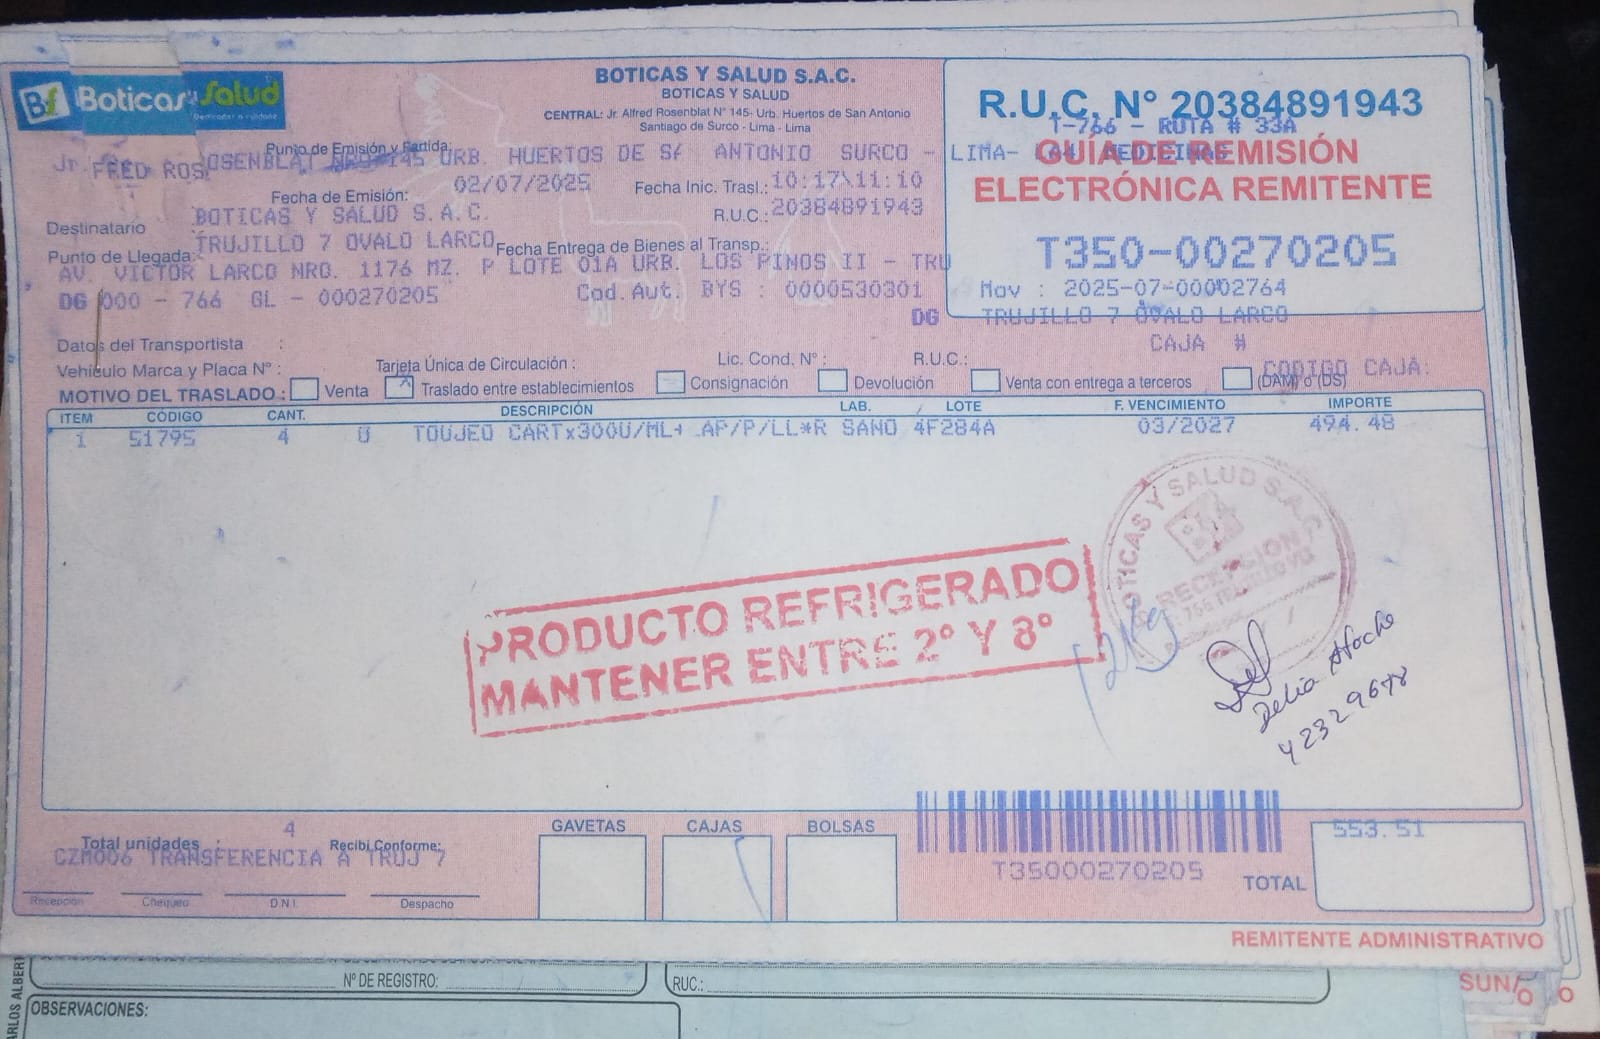 Boticas y Salud
Dedicados a cuidarte
BOTICAS Y SALUD S.A.C.
BOTICAS Y SALUD
CENTRAL: Jr. Alfred Rosenblat N° 145- Urb. Huertos de San Antonio
Santiago de Surco - Lima - Lima
R.U.C. N° 20384891943
T-766 - RUTA # 33A
GUÍA DE REMISIÓN
ELECTRÓNICA REMITENTE
T350-00270205
Mov : 2025-07-00002764
Punto de Emisión y Partida:
Jr FRED ROSENBLAT NRO 145 URB. HUERTOS DE SA ANTONIO SURCO - LIMA-
Fecha de Emisión: 02/07/2025 Fecha Inic. Trasl.: 10:17\11:10
Destinatario BOTICAS Y SALUD S.A.C. R.U.C.: 20384891943
Punto de Llegada: TRUJILLO 7 OVALO LARCO Fecha Entrega de Bienes al Transp.:
AV. VICTOR LARCO NRO. 1176 MZ. P LOTE 01A URB. LOS PINOS II - TRU
DG 000 - 766 GL - 000270205 Cod. Aut. BYS : 0000530301
DG TRUJILLO 7 OVALO LARCO
CAJA #
CODIGO CAJA:
Datos del Transportista :
Vehículo Marca y Placa N° : Tarjeta Única de Circulación : Lic. Cond. N° : R.U.C.:
MOTIVO DEL TRASLADO : Venta X Traslado entre establecimientos Consignación Devolución Venta con entrega a terceros (DAM) o (DS)
ITEM CÓDIGO CANT. DESCRIPCIÓN LAB. LOTE F. VENCIMIENTO IMPORTE
1 51795 4 U TOUJEO CARTx300U/ML+ .AP/P/LL*R SANO 4F284A 03/2027 494.48
BOTICAS Y SALUD S.A.C.
RECEPCION
PRODUCTO REFRIGERADO
MANTENER ENTRE 2° Y 8°
Delia
42329678
Total unidades : 4 Recibi Conforme:
CZM006 TRANSFERENCIA A TRUJ 7
Recepción Chequeo D.N.I. Despacho
GAVETAS CAJAS BOLSAS
T35000270205
TOTAL 553.51
REMITENTE ADMINISTRATIVO
N° DE REGISTRO:
RUC.:
OBSERVACIONES: